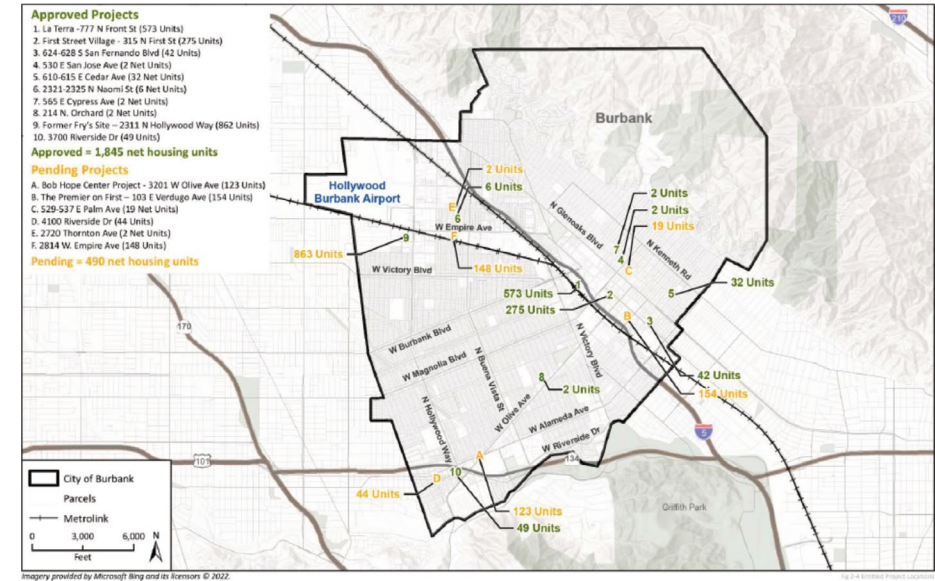 Approved Projects
1. La Terra -777 N Front St (573 Units)
2. First Street Village - 315 N First St (275 Units)
3. 624-628 S San Fernando Blvd (42 Units)
4. 530 E San Jose Ave (2 Net Units)
5. 610-615 E Cedar Ave (32 Net Units)
6. 2321-2325 N Naomi St (6 Net Units)
7. 565 E Cypress Ave (2 Net Units)
8. 214 N. Orchard (2 Net Units)
9. Former Fry's Site – 2311 N Hollywood Way (862 Units)
10. 3700 Riverside Dr (49 Units)
Approved = 1,845 net housing units
Pending Projects
A. Bob Hope Center Project - 3201 W Olive Ave (123 Units)
B. The Premier on First – 103 E Verdugo Ave (154 Units)
C. 529-537 E Palm Ave (19 Net Units)
D. 4100 Riverside Dr (44 Units)
E. 2720 Thornton Ave (2 Net Units)
F. 2814 W. Empire Ave (148 Units)
Pending = 490 net housing units
210
Burbank
Hollywood
Burbank Airport
2 Units
6 Units
E
6
W Empire Ave
F
9
863 Units
148 Units
W Victory Blvd
N Glenoaks Blvd
N Kenneth Rd
2 Units
2 Units
19 Units
7
4
C
32 Units
5
573 Units
1
275 Units
2
B
3
42 Units
154 Units
170
W Burbank Blvd
W Magnolia Blvd
N Buena Vista St
N Victory Blvd
8
2 Units
W Olive Ave
N Hollywood Way
W Alameda Ave
W Riverside Dr
5
101
134
A
10
D
44 Units
123 Units
49 Units
Griffith Park
City of Burbank
Parcels
Metrolink
0 3,000 6,000
Feet
N
Imagery provided by Microsoft Bing and its licensors © 2022.
Fig 2-4 Entitled Project Locations